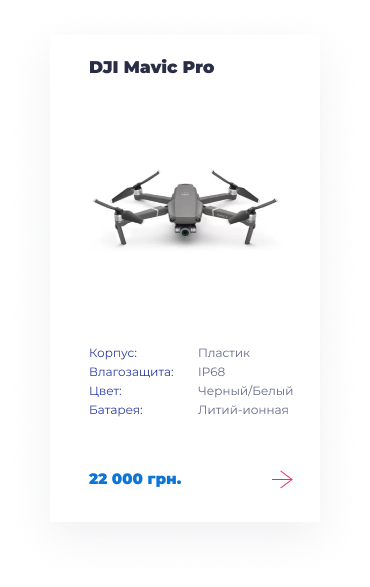 DJI Mavic Pro
Корпус: Пластик
Влагозащита: IP68
Цвет: Черный/Белый
Батарея: Литий-ионная
22 000 грн.